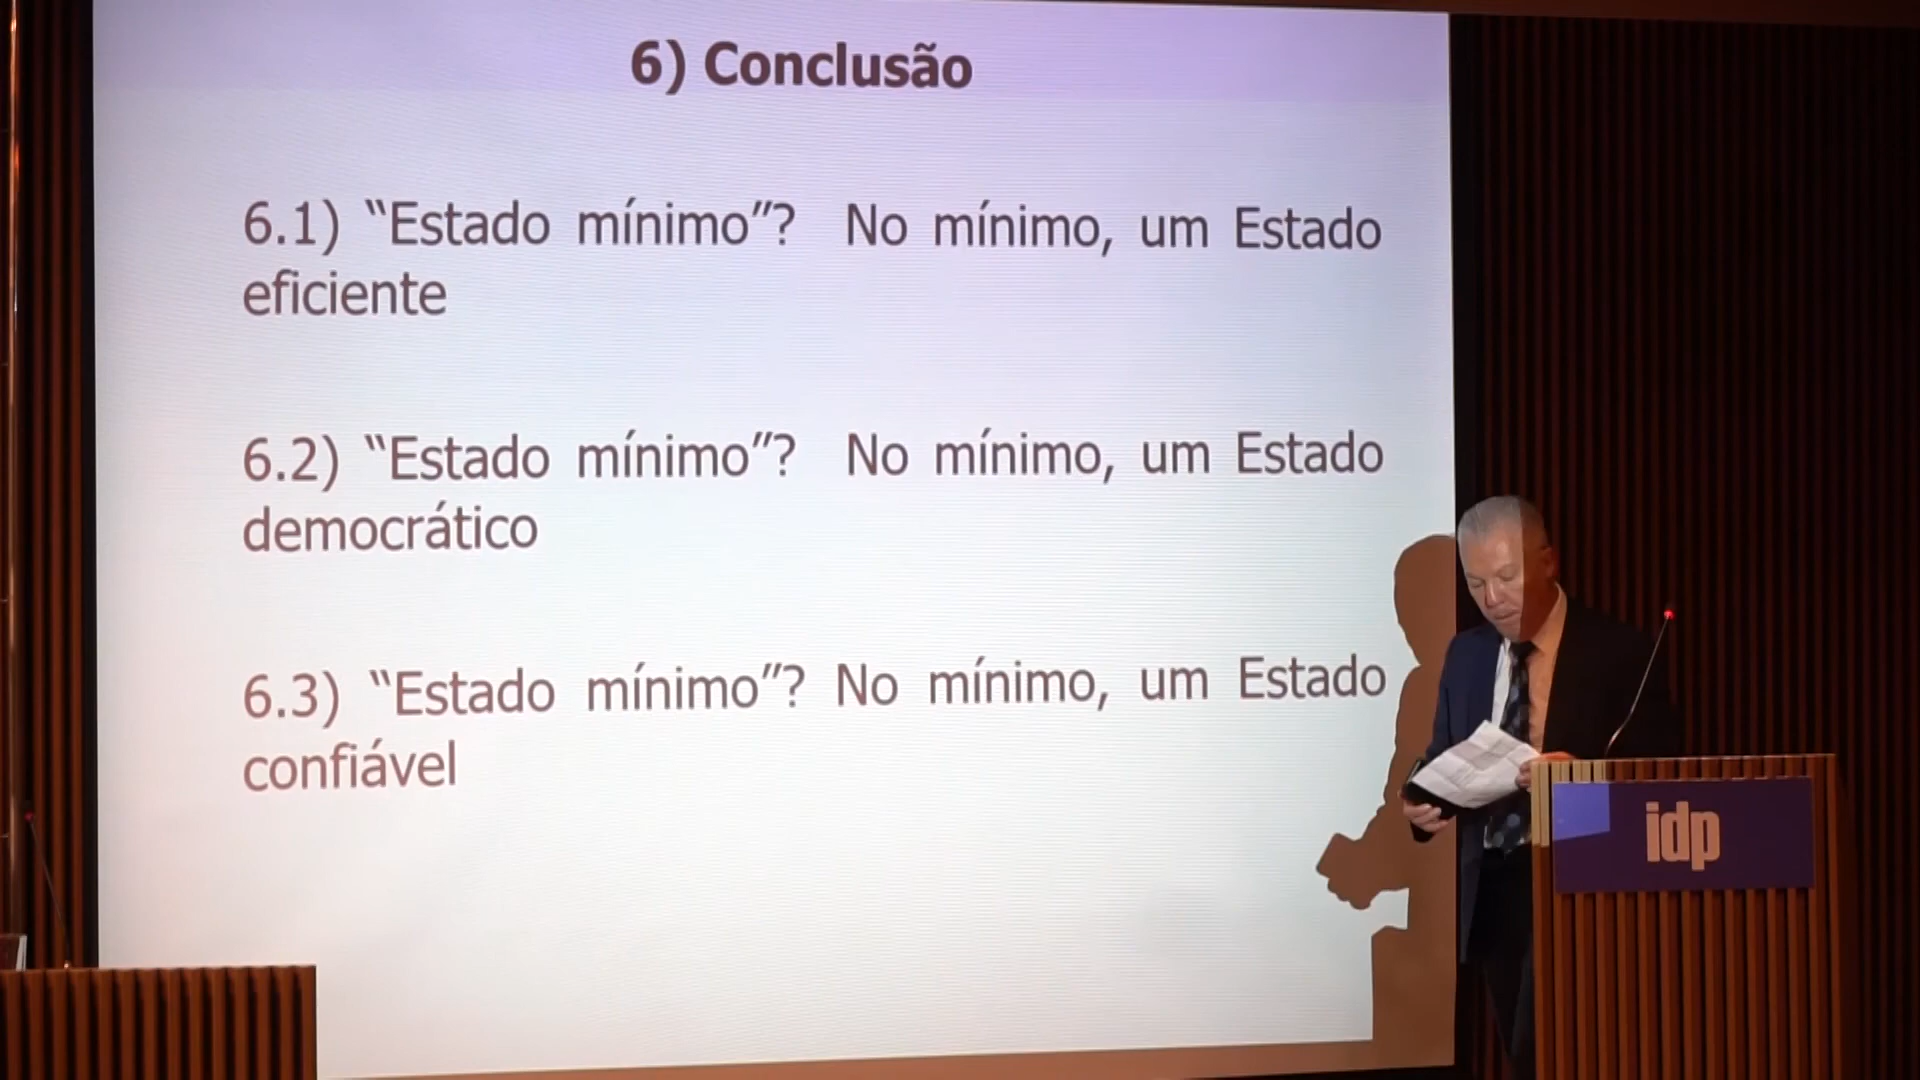 6) Conclusão
6.1) “Estado mínimo”? No mínimo, um Estado
eficiente
6.2) “Estado mínimo”? No mínimo, um Estado
democrático
6.3) “Estado mínimo”? No mínimo, um Estado
confiável
idp